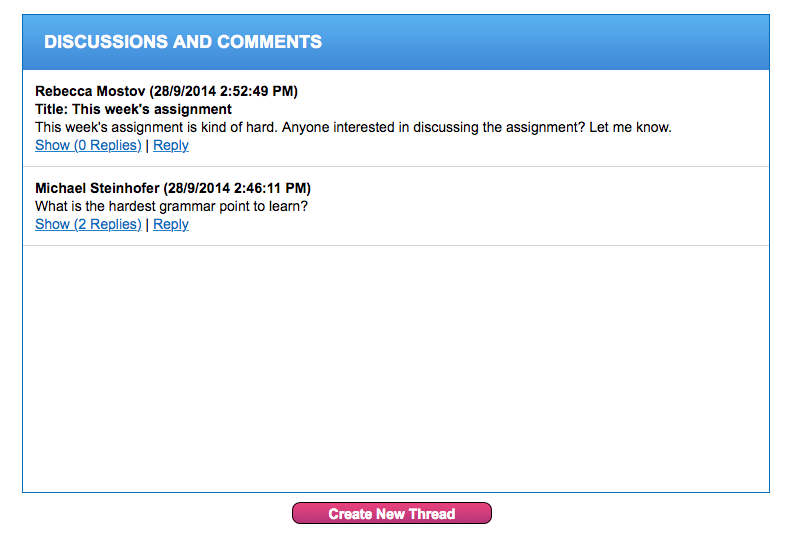 DISCUSSIONS AND COMMENTS
Rebecca Mostov (28/9/2014 2:52:49 PM)
Title: This week's assignment
This week's assignment is kind of hard. Anyone interested in discussing the assignment? Let me know.
Show (0 Replies) | Reply
Michael Steinhofer (28/9/2014 2:46:11 PM)
What is the hardest grammar point to learn?
Show (2 Replies) | Reply
Create New Thread